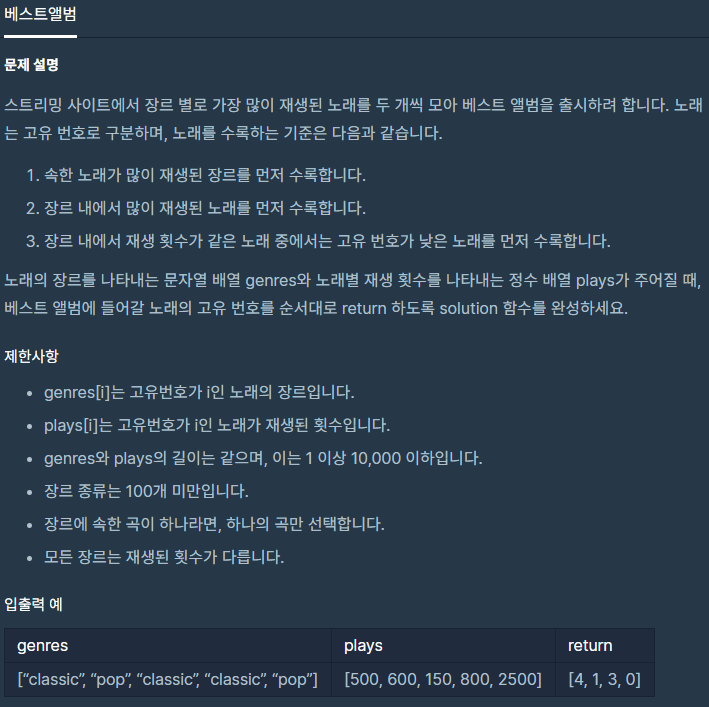 베스트앨범
문제 설명
스트리밍 사이트에서 장르 별로 가장 많이 재생된 노래를 두 개씩 모아 베스트 앨범을 출시하려 합니다. 노래
는 고유 번호로 구분하며, 노래를 수록하는 기준은 다음과 같습니다.
1. 속한 노래가 많이 재생된 장르를 먼저 수록합니다.
2. 장르 내에서 많이 재생된 노래를 먼저 수록합니다.
3. 장르 내에서 재생 횟수가 같은 노래 중에서는 고유 번호가 낮은 노래를 먼저 수록합니다.
노래의 장르를 나타내는 문자열 배열 genres와 노래별 재생 횟수를 나타내는 정수 배열 plays가 주어질 때,
베스트 앨범에 들어갈 노래의 고유 번호를 순서대로 return 하도록 solution 함수를 완성하세요.
제한사항
• genres[i]는 고유번호가 i인 노래의 장르입니다.
• plays[i]는 고유번호가 i인 노래가 재생된 횟수입니다.
• genres와 plays의 길이는 같으며, 이는 1 이상 10,000 이하입니다.
• 장르 종류는 100개 미만입니다.
• 장르에 속한 곡이 하나라면, 하나의 곡만 선택합니다.
• 모든 장르는 재생된 횟수가 다릅니다.
입출력 예
genres plays return
[“classic”, “pop”, “classic”, “classic”, “pop”] [500, 600, 150, 800, 2500] [4, 1, 3, 0]